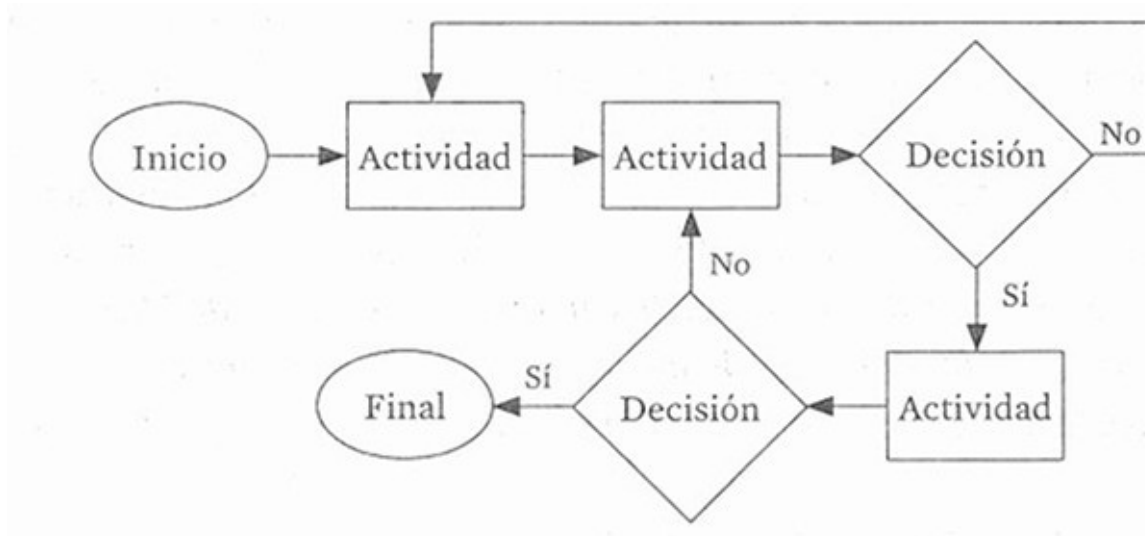 Inicio
Actividad
Actividad
Decisión
No
No
Sí
Final
Sí
Decisión
Actividad